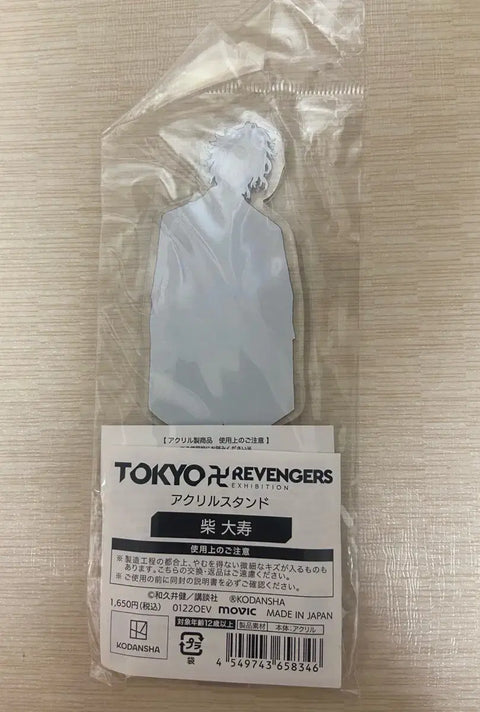 【アクリル製商品 使用上のご注意】
TOKYO卍REVENGERS
EXHIBITION
アクリルスタンド
柴 大寿
使用上のご注意
※製造工程の都合上、やむを得ない微細なキズが入るものも
あります。こちらの交換・返品はご遠慮ください。
※ご使用の前に同封の説明書を必ずご確認ください。
©和久井健/講談社 ®KODANSHA
1,650円(税込) 0122OEV movic MADE IN JAPAN
対象年齢12歳以上 製品素材 本体:アクリル
KODANSHA
プラ
袋
4 549743 658346